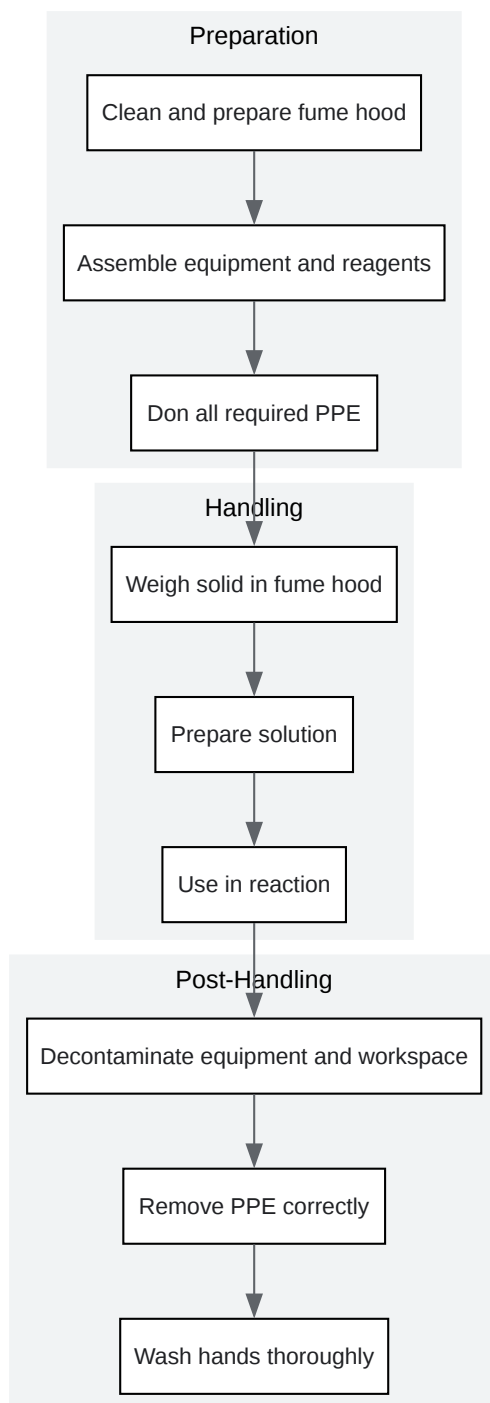 Preparation
Clean and prepare fume hood
Assemble equipment and reagents
Don all required PPE
Handling
Weigh solid in fume hood
Prepare solution
Use in reaction
Post-Handling
Decontaminate equipment and workspace
Remove PPE correctly
Wash hands thoroughly